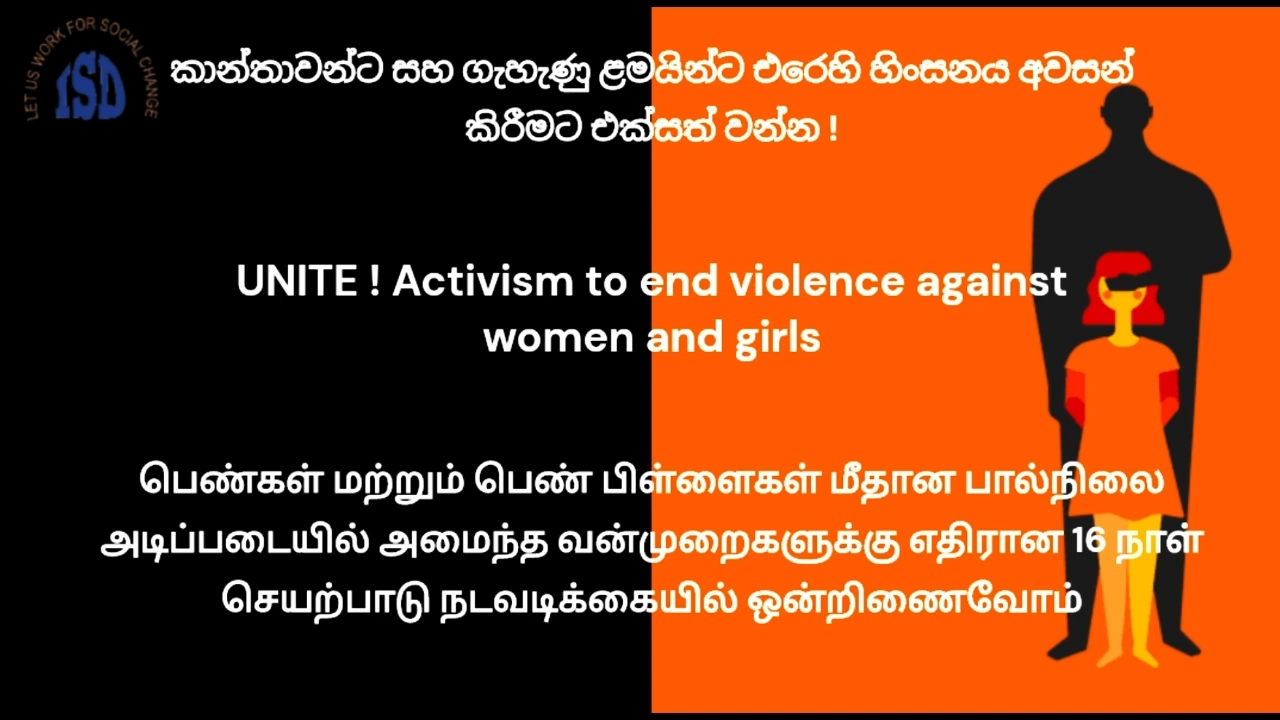 LET US WORK FOR SOCIAL CHANGE
ISD
කාන්තාවන්ට සහ ගැහැණු ළමයින්ට එරෙහි හිංසනය අවසන්
කිරීමට එක්සත් වන්න !
UNITE ! Activism to end violence against
women and girls
பெண்கள் மற்றும் பெண் பிள்ளைகள் மீதான பால்நிலை
அடிப்படையில் அமைந்த வன்முறைகளுக்கு எதிரான 16 நாள்
செயற்பாடு நடவடிக்கையில் ஒன்றிணைவோம்